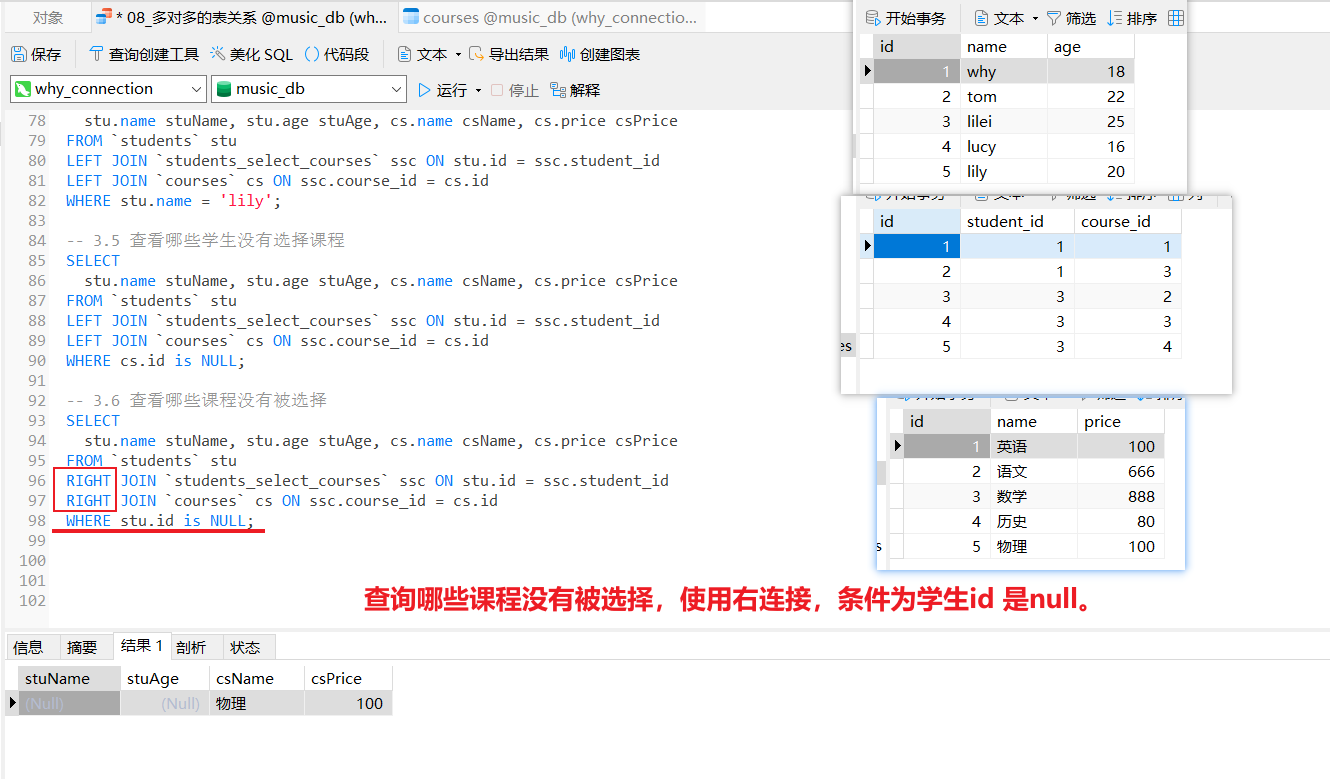 对象
* 08_多对多的表关系 @music_db (wh...
courses @music_db (why_connectio...
保存 查询创建工具 美化 SQL () 代码段 文本 导出结果 创建图表
why_connection music_db 运行 停止 解释
78 stu.name stuName, stu.age stuAge, cs.name csName, cs.price csPrice
79 FROM `students` stu
80 LEFT JOIN `students_select_courses` ssc ON stu.id = ssc.student_id
81 LEFT JOIN `courses` cs ON ssc.course_id = cs.id
82 WHERE stu.name = 'lily';
83
84 -- 3.5 查看哪些学生没有选择课程
85 SELECT
86 stu.name stuName, stu.age stuAge, cs.name csName, cs.price csPrice
87 FROM `students` stu
88 LEFT JOIN `students_select_courses` ssc ON stu.id = ssc.student_id
89 LEFT JOIN `courses` cs ON ssc.course_id = cs.id
90 WHERE cs.id is NULL;
91
92 -- 3.6 查看哪些课程没有被选择
93 SELECT
94 stu.name stuName, stu.age stuAge, cs.name csName, cs.price csPrice
95 FROM `students` stu
96 RIGHT JOIN `students_select_courses` ssc ON stu.id = ssc.student_id
97 RIGHT JOIN `courses` cs ON ssc.course_id = cs.id
98 WHERE stu.id is NULL;
99
100
101
102
开始事务 文本 筛选 排序
id name age
1 why 18
2 tom 22
3 lilei 25
4 lucy 16
5 lily 20
id student_id course_id
1 1 1
2 1 3
3 3 2
4 3 3
5 3 4
es
id name price
1 英语 100
2 语文 666
3 数学 888
4 历史 80
5 物理 100
s
查询哪些课程没有被选择，使用右连接，条件为学生id 是null。
信息 摘要 结果 1 剖析 状态
stuName stuAge csName csPrice
(Null) (Null) 物理 100